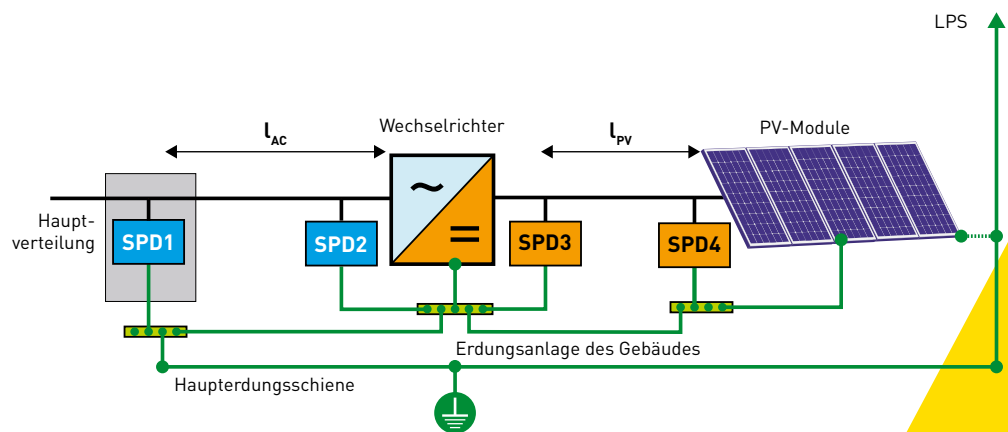 LPS
Wechselrichter
PV-Module
l_AC
l_PV
Haupt-
verteilung
SPD1
SPD2
SPD3
SPD4
Erdungsanlage des Gebäudes
Haupterdungsschiene